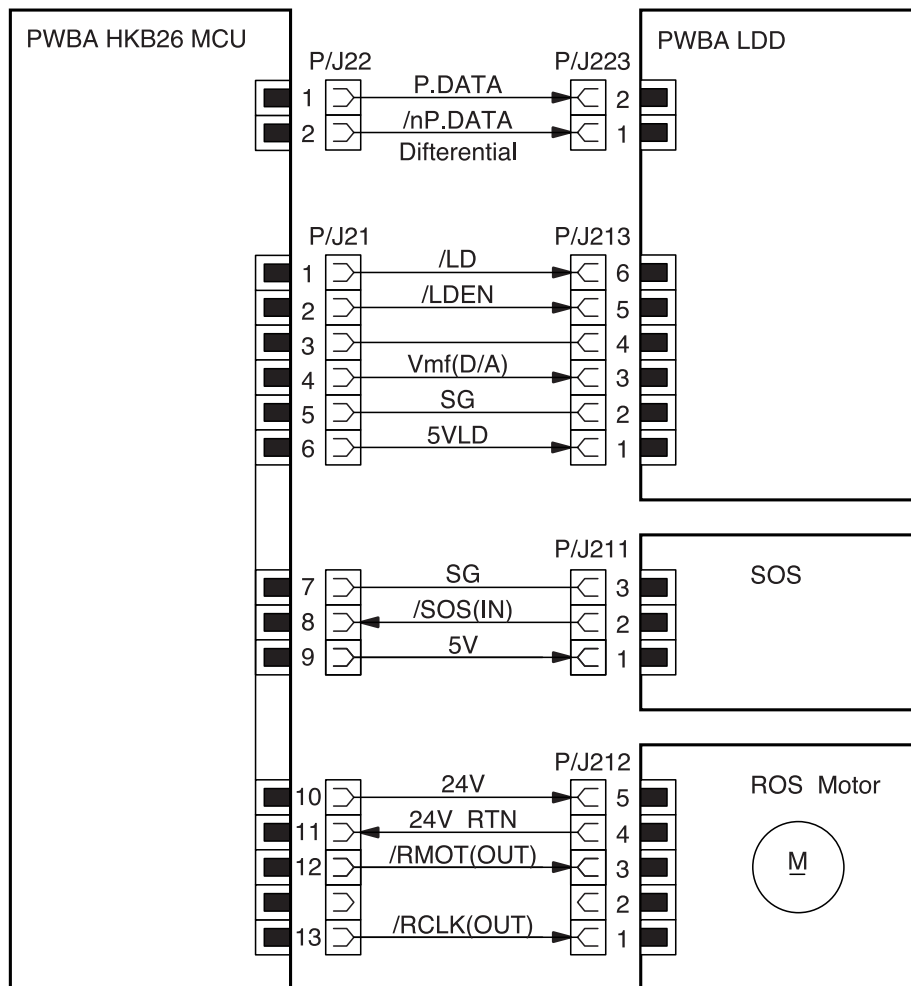 PWBA HKB26 MCU
PWBA LDD
P/J22
P/J223
1 P.DATA 2
2 /nP.DATA 1
Difterential
P/J21
P/J213
1 /LD 6
2 /LDEN 5
3 4
4 Vmf(D/A) 3
5 SG 2
6 5VLD 1
P/J211
SOS
7 SG 3
8 /SOS(IN) 2
9 5V 1
P/J212
ROS Motor
10 24V 5
11 24V RTN 4
12 /RMOT(OUT) 3
M
2
13 /RCLK(OUT) 1